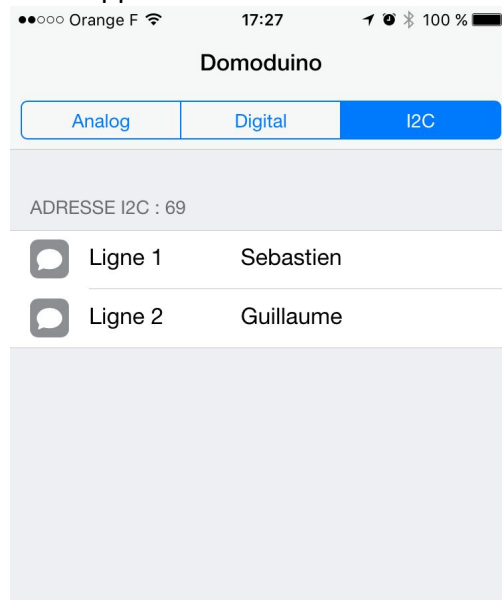 Orange F 17:27 100 %
Domoduino
Analog Digital I2C
ADRESSE I2C : 69
Ligne 1 Sebastien
Ligne 2 Guillaume